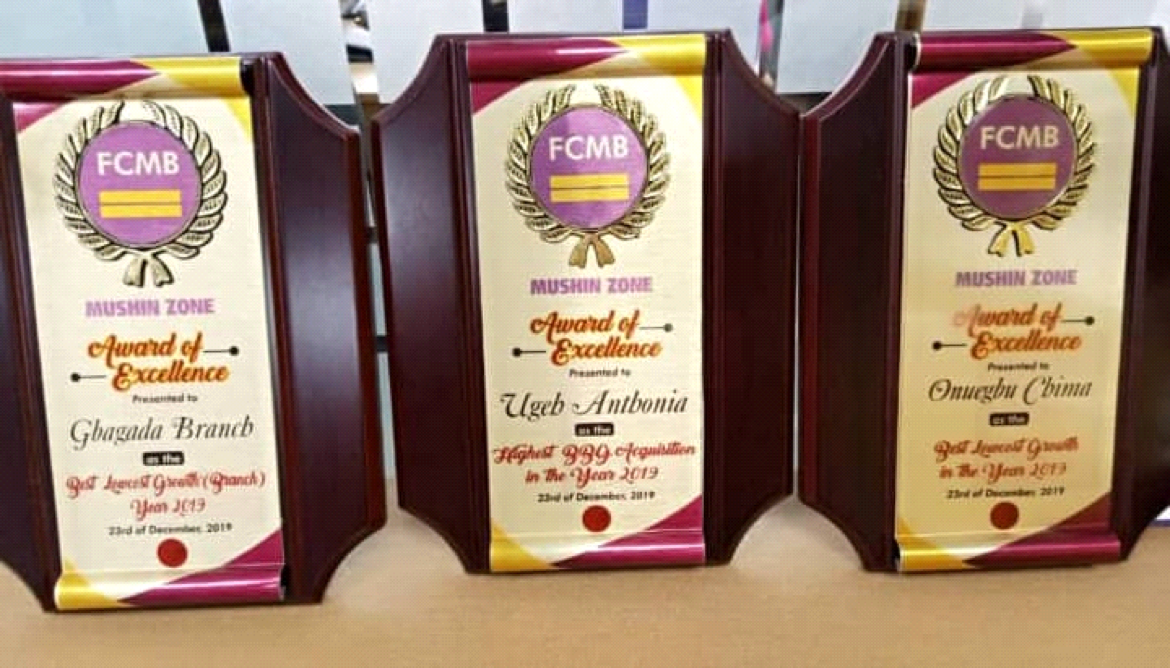 FCMB
MUSHIN ZONE
Award of
Excellence
Presented to
Gbagada Branch
as the
Best Lowcost Growth (Branch)
Year 2019
23rd of December, 2019
FCMB
MUSHIN ZONE
Award of
Excellence
Presented to
Ugeh Anthonia
as the
Highest BBG Acquisition
in the Year 2019
23rd of December, 2019
FCMB
MUSHIN ZONE
Award of
Excellence
Presented to
Onuegbu Chima
as the
Best Lowcost Growth
in the Year 2019
23rd of December, 2019